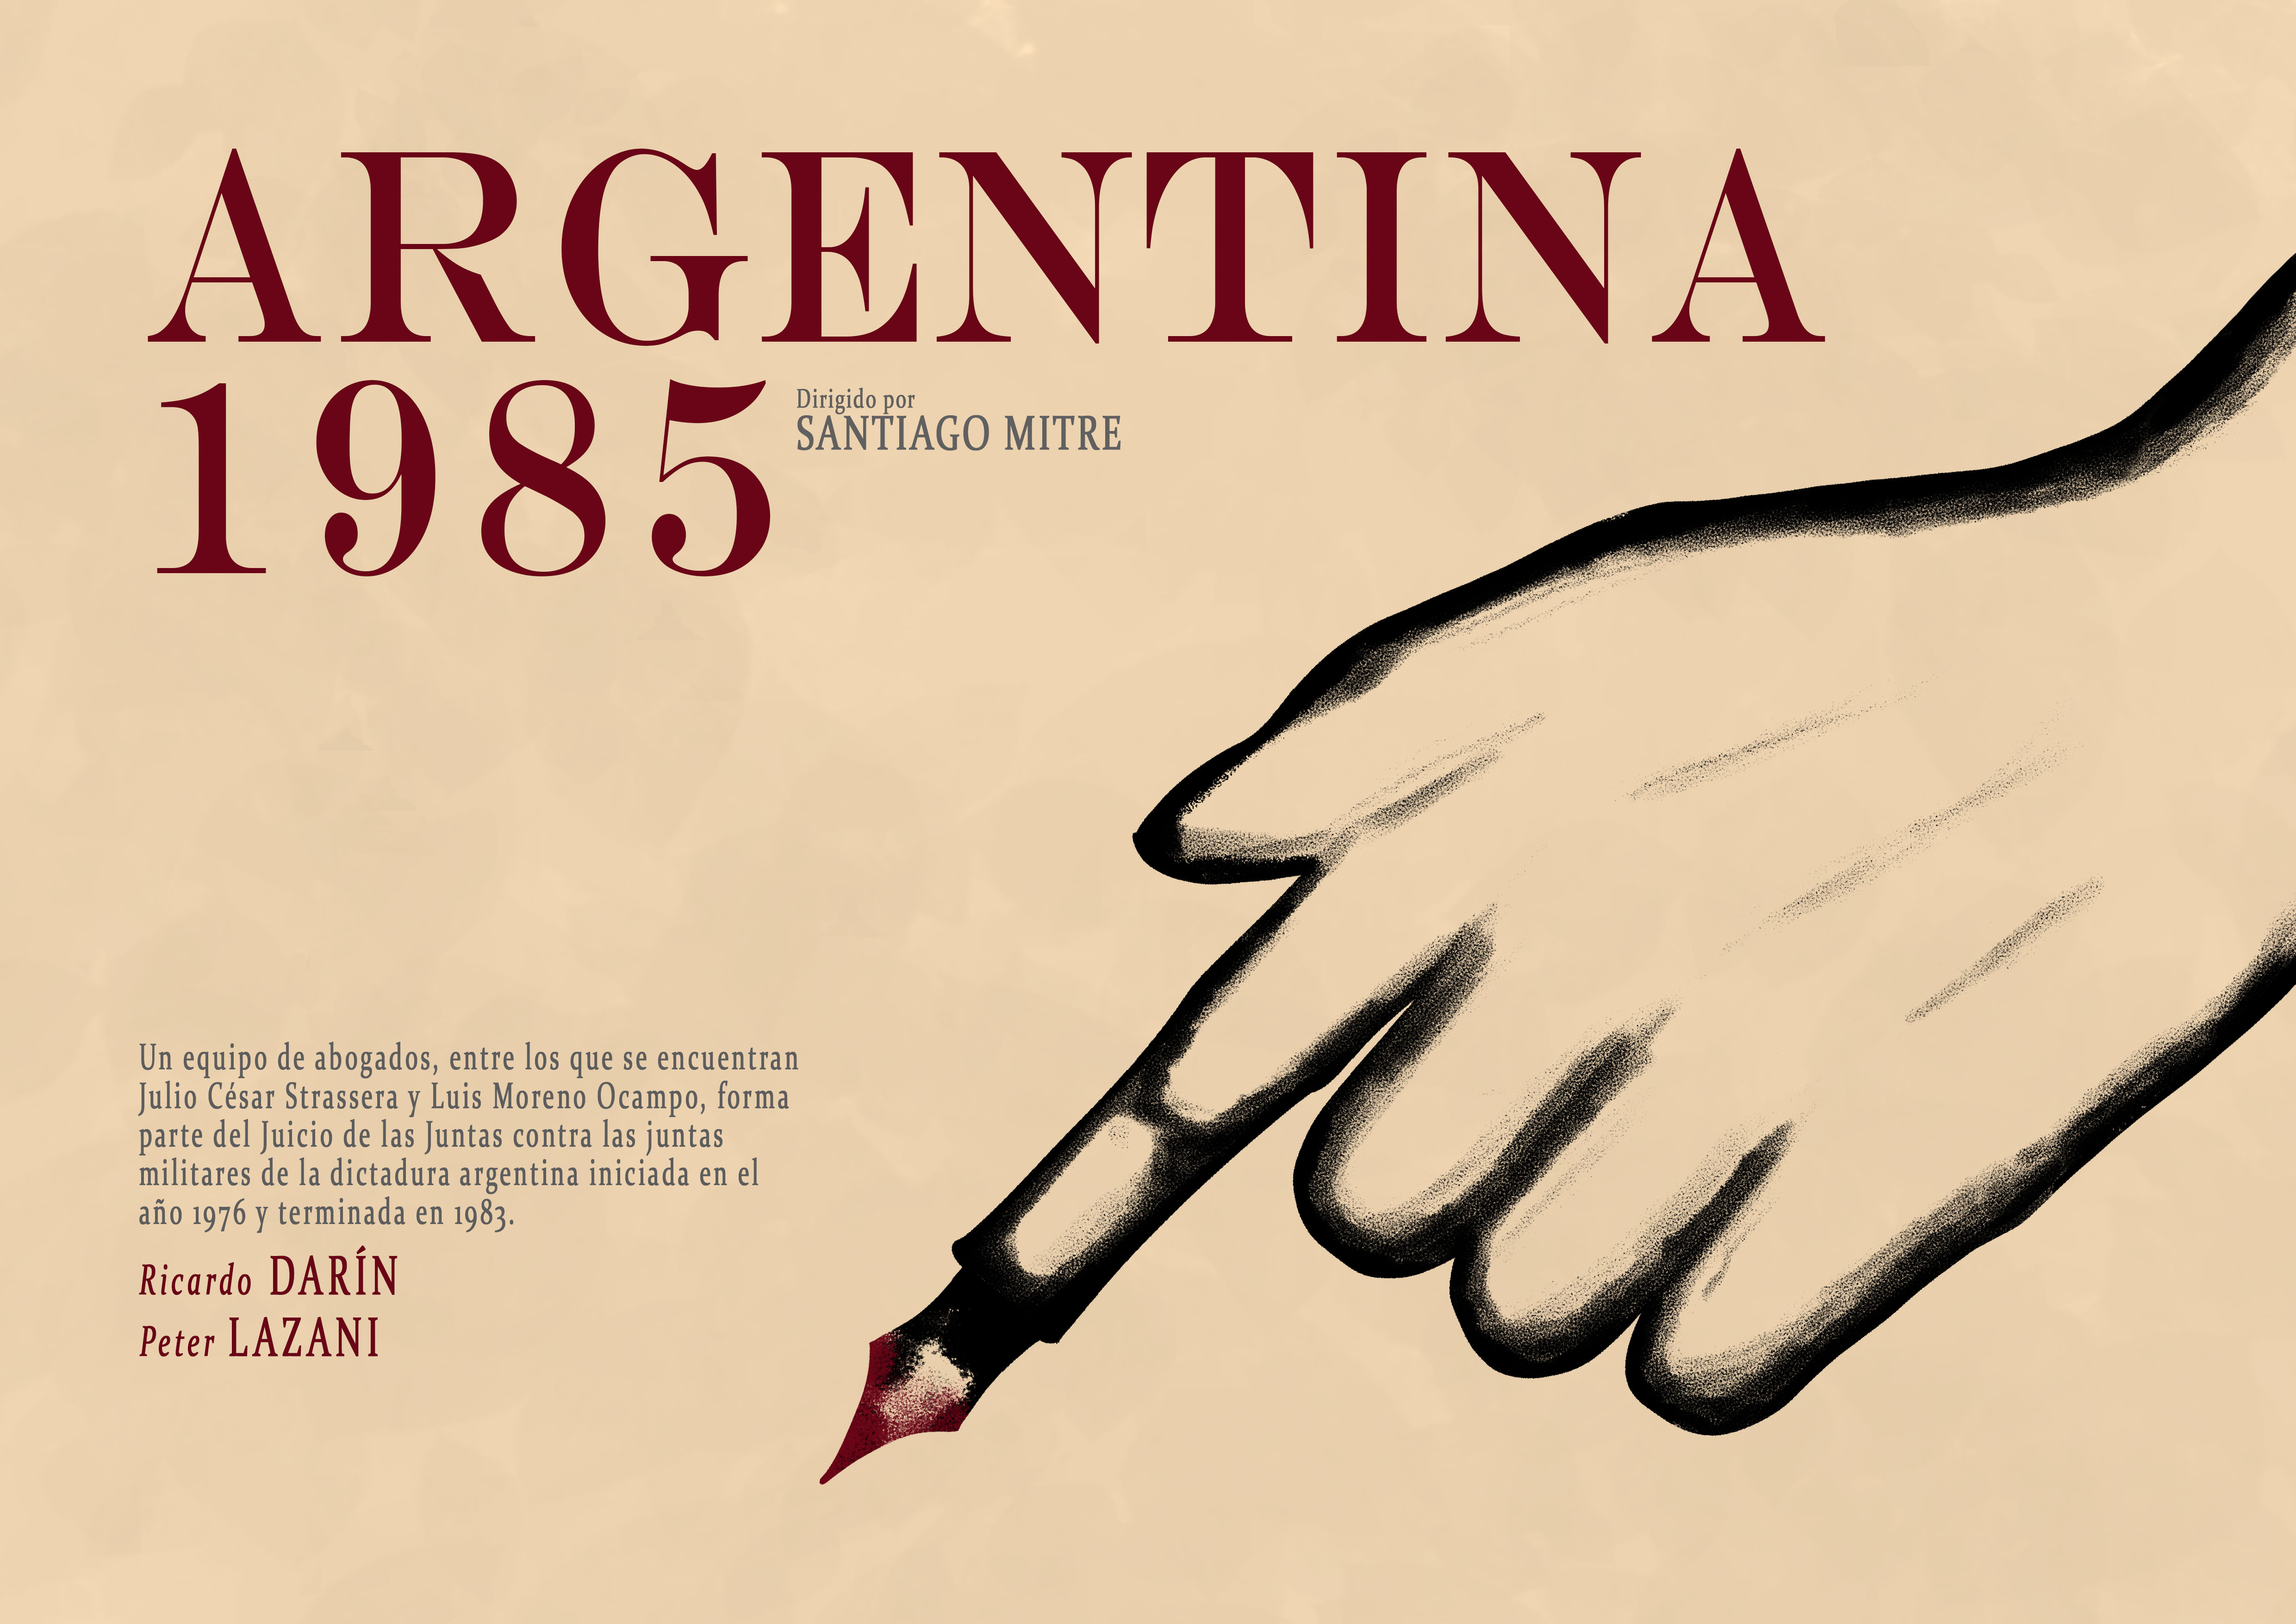 ARGENTINA
1985
Dirigido por
SANTIAGO MITRE
Un equipo de abogados, entre los que se encuentran
Julio César Strassera y Luis Moreno Ocampo, forma
parte del Juicio de las Juntas contra las juntas
militares de la dictadura argentina iniciada en el
año 1976 y terminada en 1983.
Ricardo DARÍN
Peter LAZANI